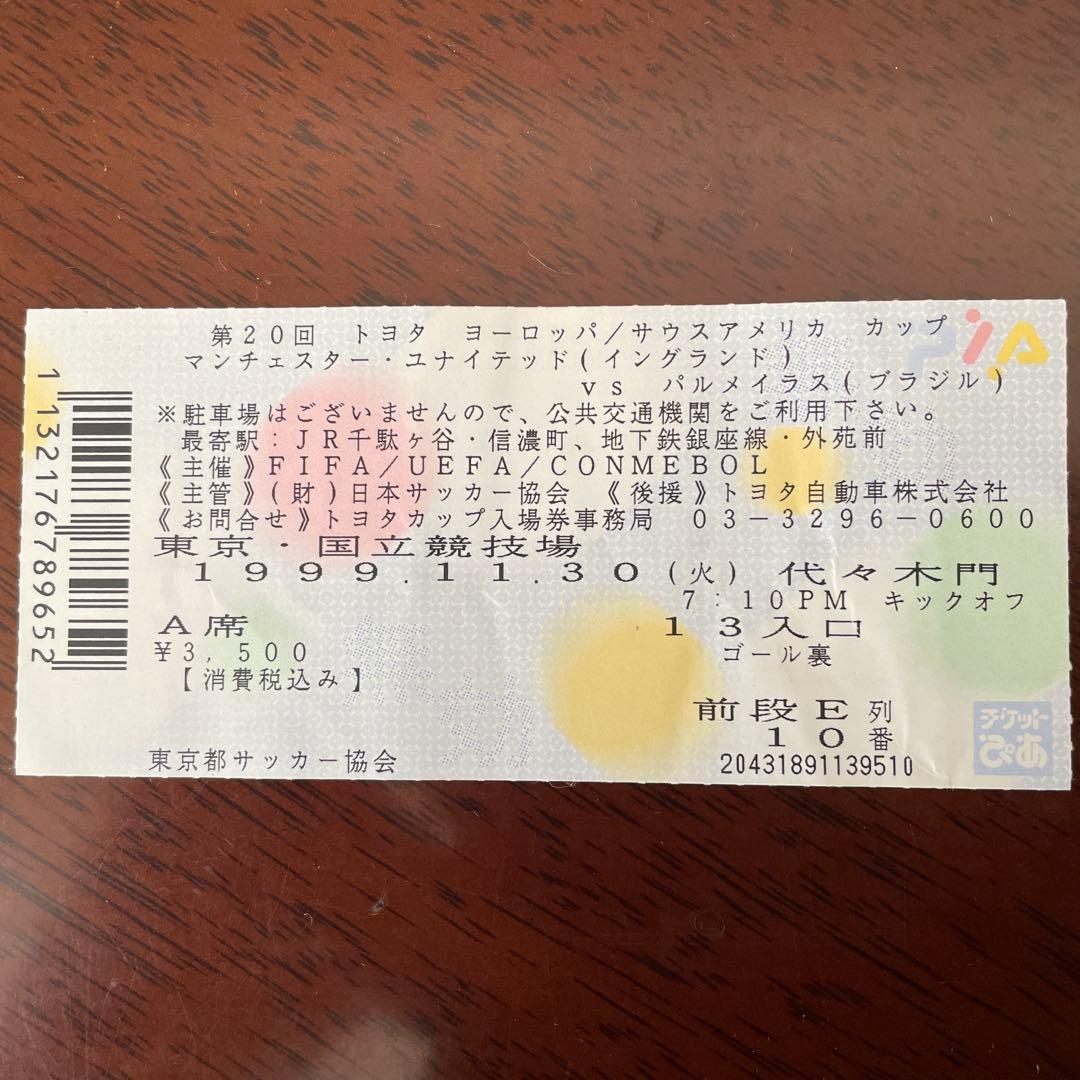 第20回 トヨタ ヨーロッパ/サウスアメリカ カップ
PIA
マンチェスター・ユナイテッド(イングランド)
vs パルメイラス(ブラジル)
※駐車場はございませんので、公共交通機関をご利用下さい。
最寄駅:JR千駄ヶ谷・信濃町、地下鉄銀座線・外苑前
《主催》FIFA/UEFA/CONMEBOL
《主管》(財)日本サッカー協会 《後援》トヨタ自動車株式会社
《お問合せ》トヨタカップ入場券事務局 03-3296-0600
東京・国立競技場
1999.11.30(火) 代々木門
7:10PM キックオフ
A席
13入口
¥3,500
ゴール裏
【消費税込み】
前段E列
10番
東京都サッカー協会
20431891139510
チケット
ぴあ
1 132176789652